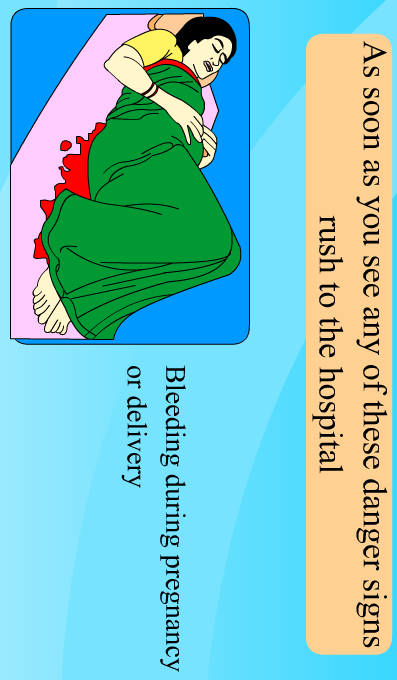 As soon as you see any of these danger signs
rush to the hospital
Bleeding during pregnancy
or delivery